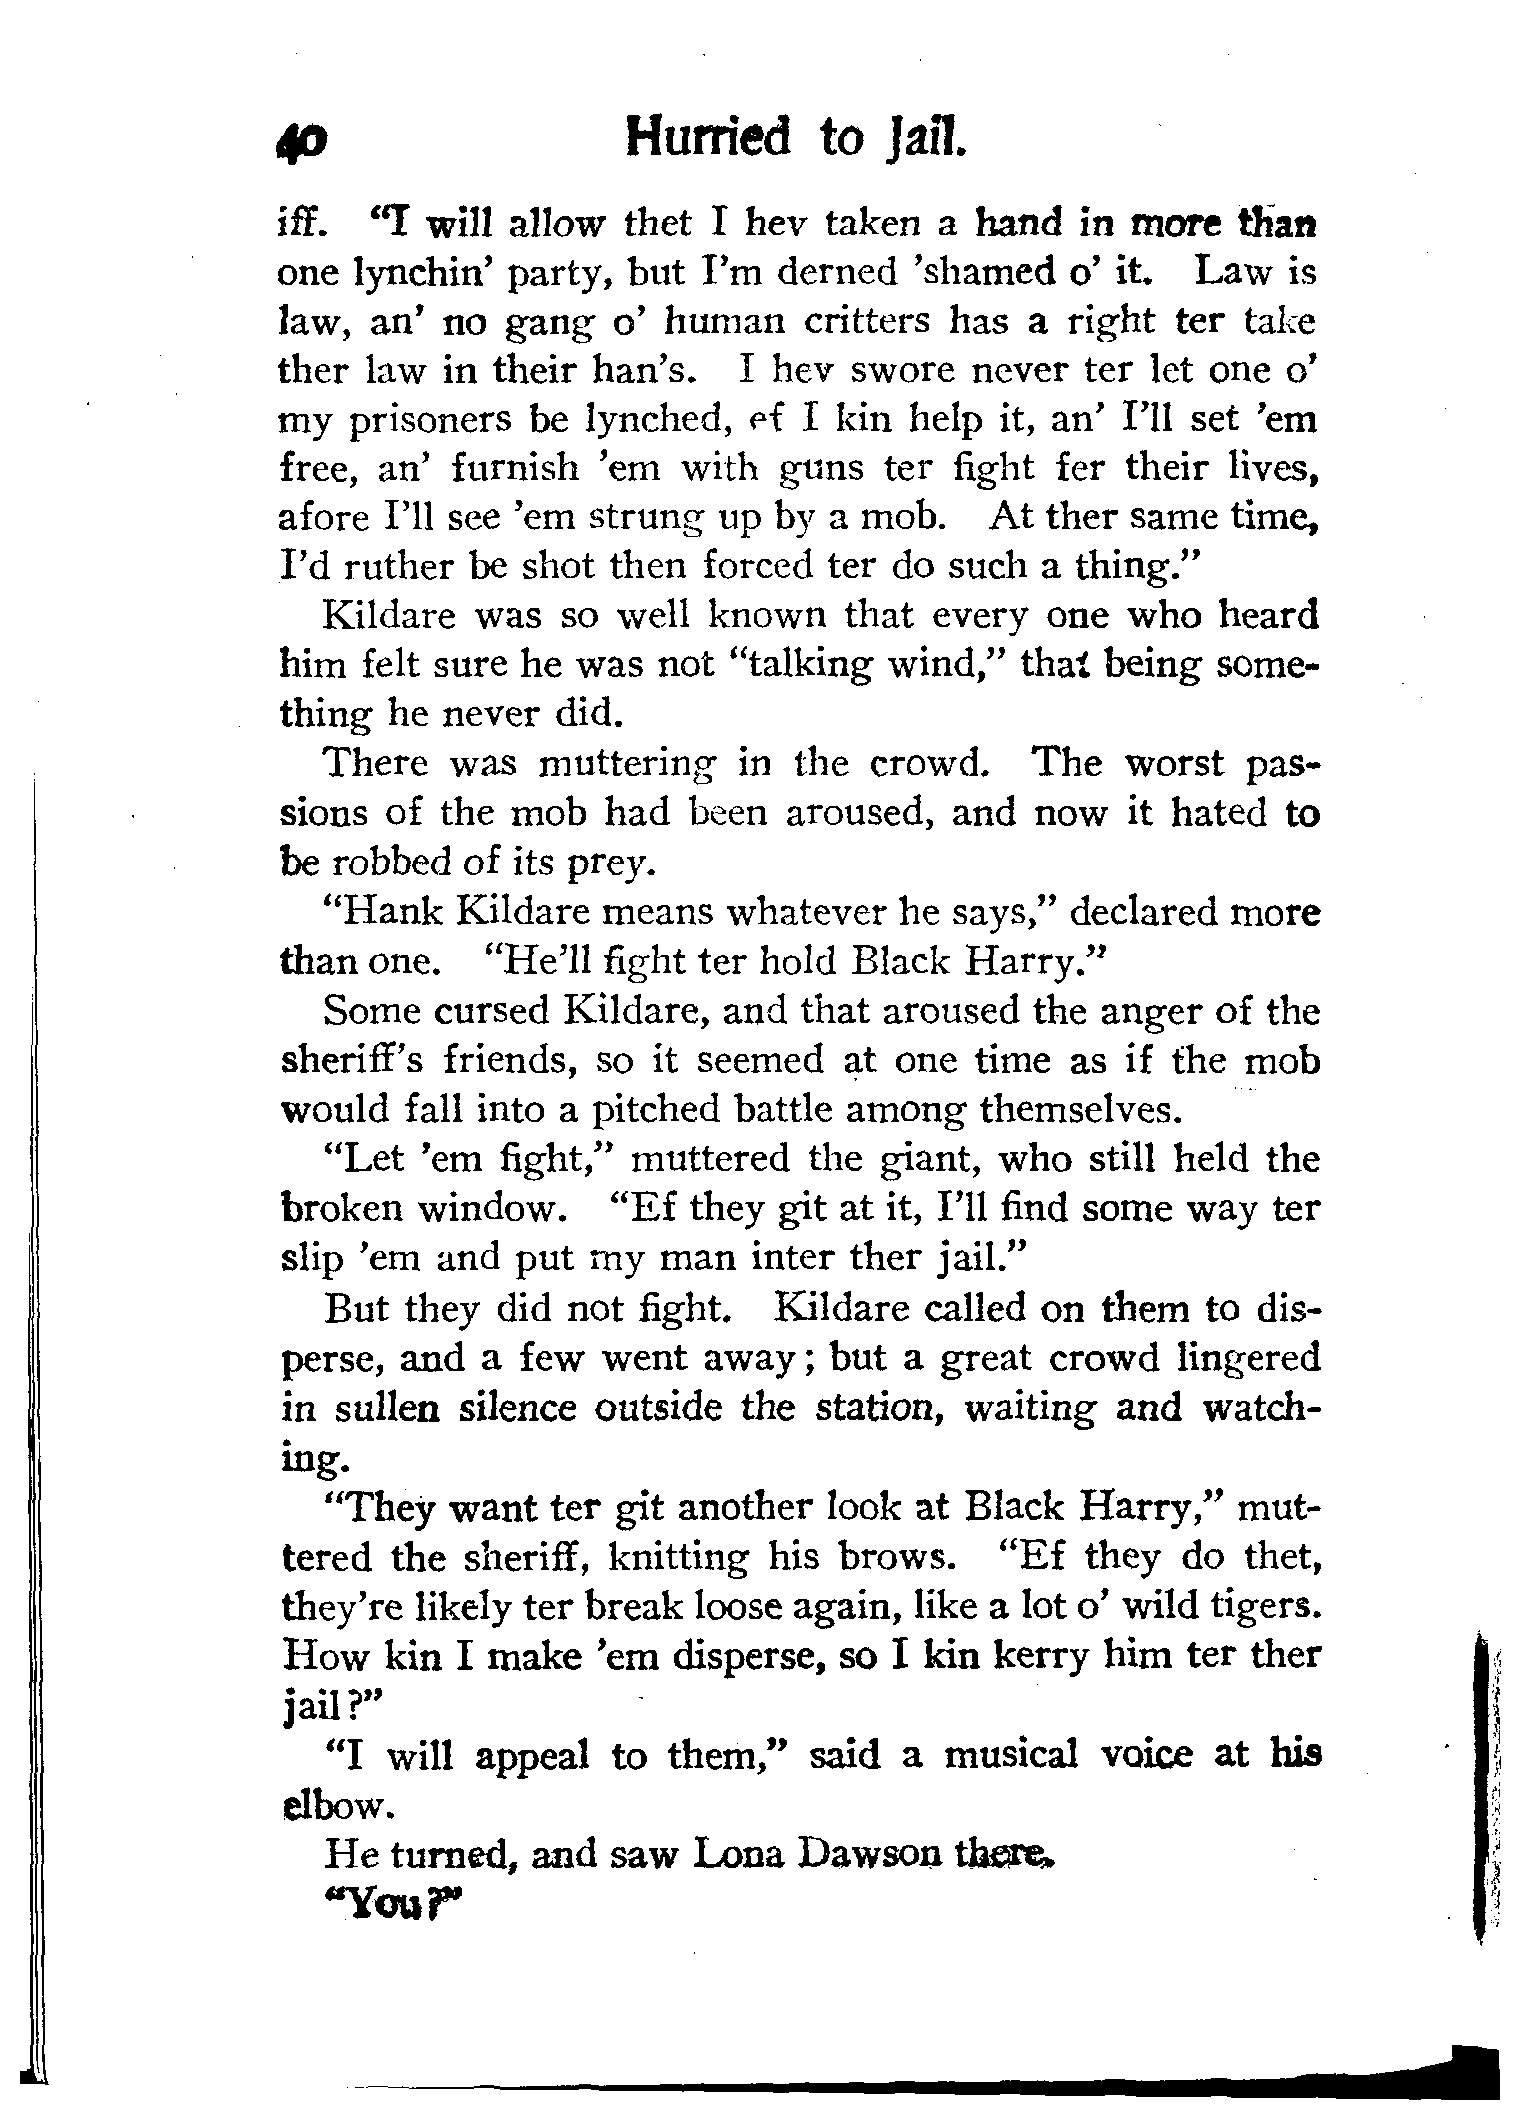 40 Hurried to Jail.
iff. “I will allow thet I hev taken a hand in more than
one lynchin’ party, but I’m derned ’shamed o’ it. Law is
law, an’ no gang o’ human critters has a right ter take
ther law in their han’s. I hev swore never ter let one o’
my prisoners be lynched, ef I kin help it, an’ I’ll set ’em
free, an’ furnish ’em with guns ter fight fer their lives,
afore I’ll see ’em strung up by a mob. At ther same time,
I’d ruther be shot then forced ter do such a thing.”
Kildare was so well known that every one who heard
him felt sure he was not “talking wind,” that being some-
thing he never did.
There was muttering in the crowd. The worst pas-
sions of the mob had been aroused, and now it hated to
be robbed of its prey.
“Hank Kildare means whatever he says,” declared more
than one. “He’ll fight ter hold Black Harry.”
Some cursed Kildare, and that aroused the anger of the
sheriff’s friends, so it seemed at one time as if the mob
would fall into a pitched battle among themselves.
“Let ’em fight,” muttered the giant, who still held the
broken window. “Ef they git at it, I’ll find some way ter
slip ’em and put my man inter ther jail.”
But they did not fight. Kildare called on them to dis-
perse, and a few went away; but a great crowd lingered
in sullen silence outside the station, waiting and watch-
ing.
“They want ter git another look at Black Harry,” mut-
tered the sheriff, knitting his brows. “Ef they do thet,
they’re likely ter break loose again, like a lot o’ wild tigers.
How kin I make ’em disperse, so I kin kerry him ter ther
jail?”
“I will appeal to them,” said a musical voice at his
elbow.
He turned, and saw Lona Dawson there.
“You?”